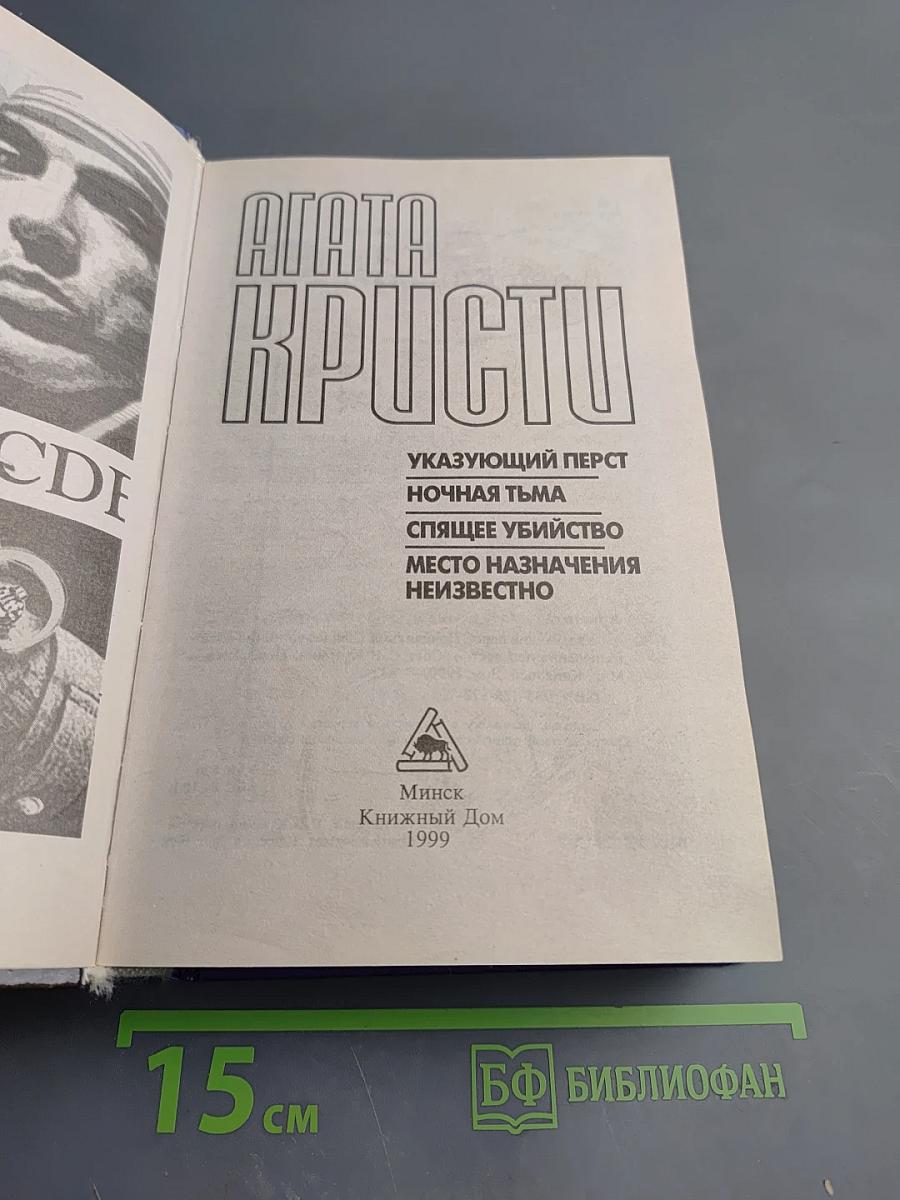 АГАТА
КРИСТИ
УКАЗУЮЩИЙ ПЕРСТ
НОЧНАЯ ТЬМА
СПЯЩЕЕ УБИЙСТВО
МЕСТО НАЗНАЧЕНИЯ
НЕИЗВЕСТНО
Минск
Книжный Дом
1999
15 см
БФ БИБЛИОФАН